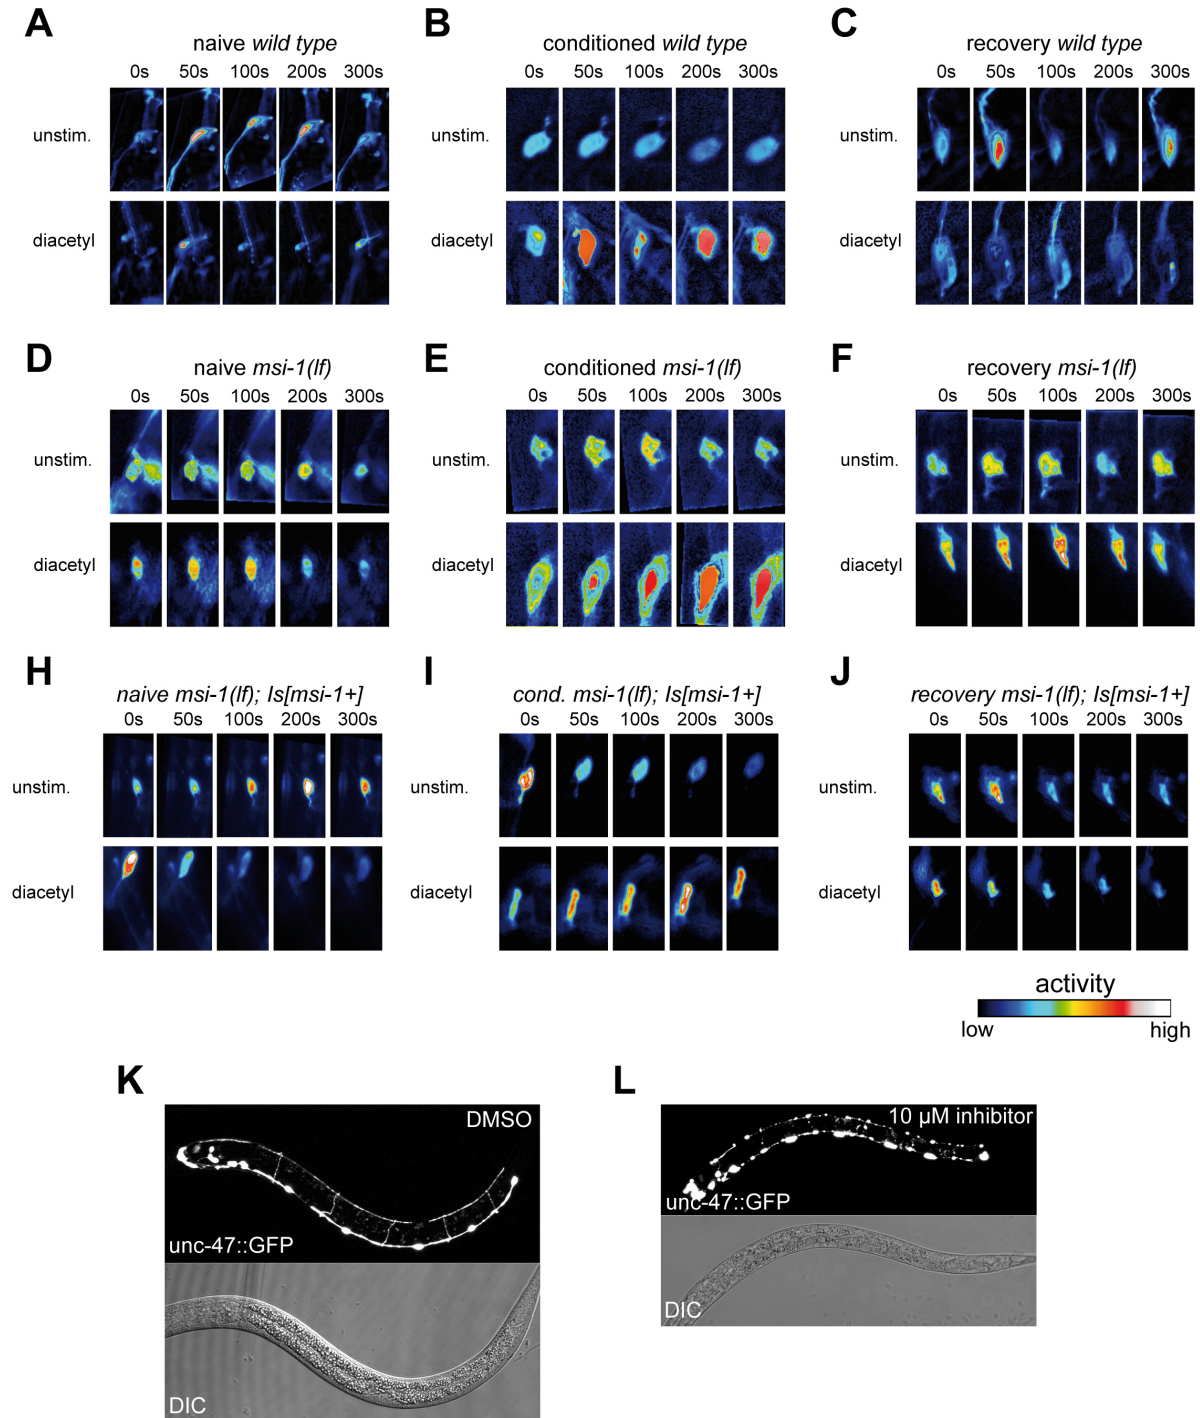 A
naive wild type
0s 50s 100s 200s 300s
unstim.
diacetyl
B
conditioned wild type
0s 50s 100s 200s 300s
unstim.
diacetyl
C
recovery wild type
0s 50s 100s 200s 300s
unstim.
diacetyl
D
naive msi-1(lf)
0s 50s 100s 200s 300s
unstim.
diacetyl
E
conditioned msi-1(lf)
0s 50s 100s 200s 300s
unstim.
diacetyl
F
recovery msi-1(lf)
0s 50s 100s 200s 300s
unstim.
diacetyl
H
naive msi-1(lf); Is[msi-1+]
0s 50s 100s 200s 300s
unstim.
diacetyl
I
cond. msi-1(lf); Is[msi-1+]
0s 50s 100s 200s 300s
unstim.
diacetyl
J
recovery msi-1(lf); Is[msi-1+]
0s 50s 100s 200s 300s
unstim.
diacetyl
activity
low high
K
DMSO
unc-47::GFP
DIC
L
10 µM inhibitor
unc-47::GFP
DIC